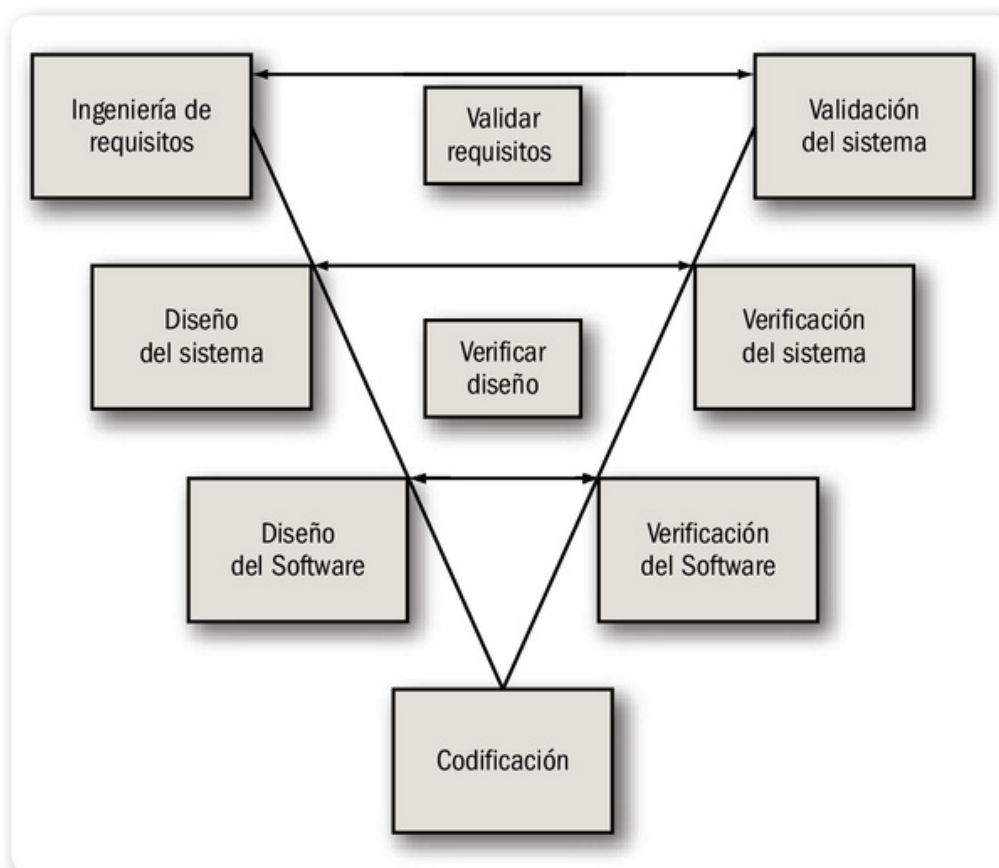 Ingeniería de
requisitos
Validar
requisitos
Validación
del sistema
Diseño
del sistema
Verificar
diseño
Verificación
del sistema
Diseño
del Software
Verificación
del Software
Codificación